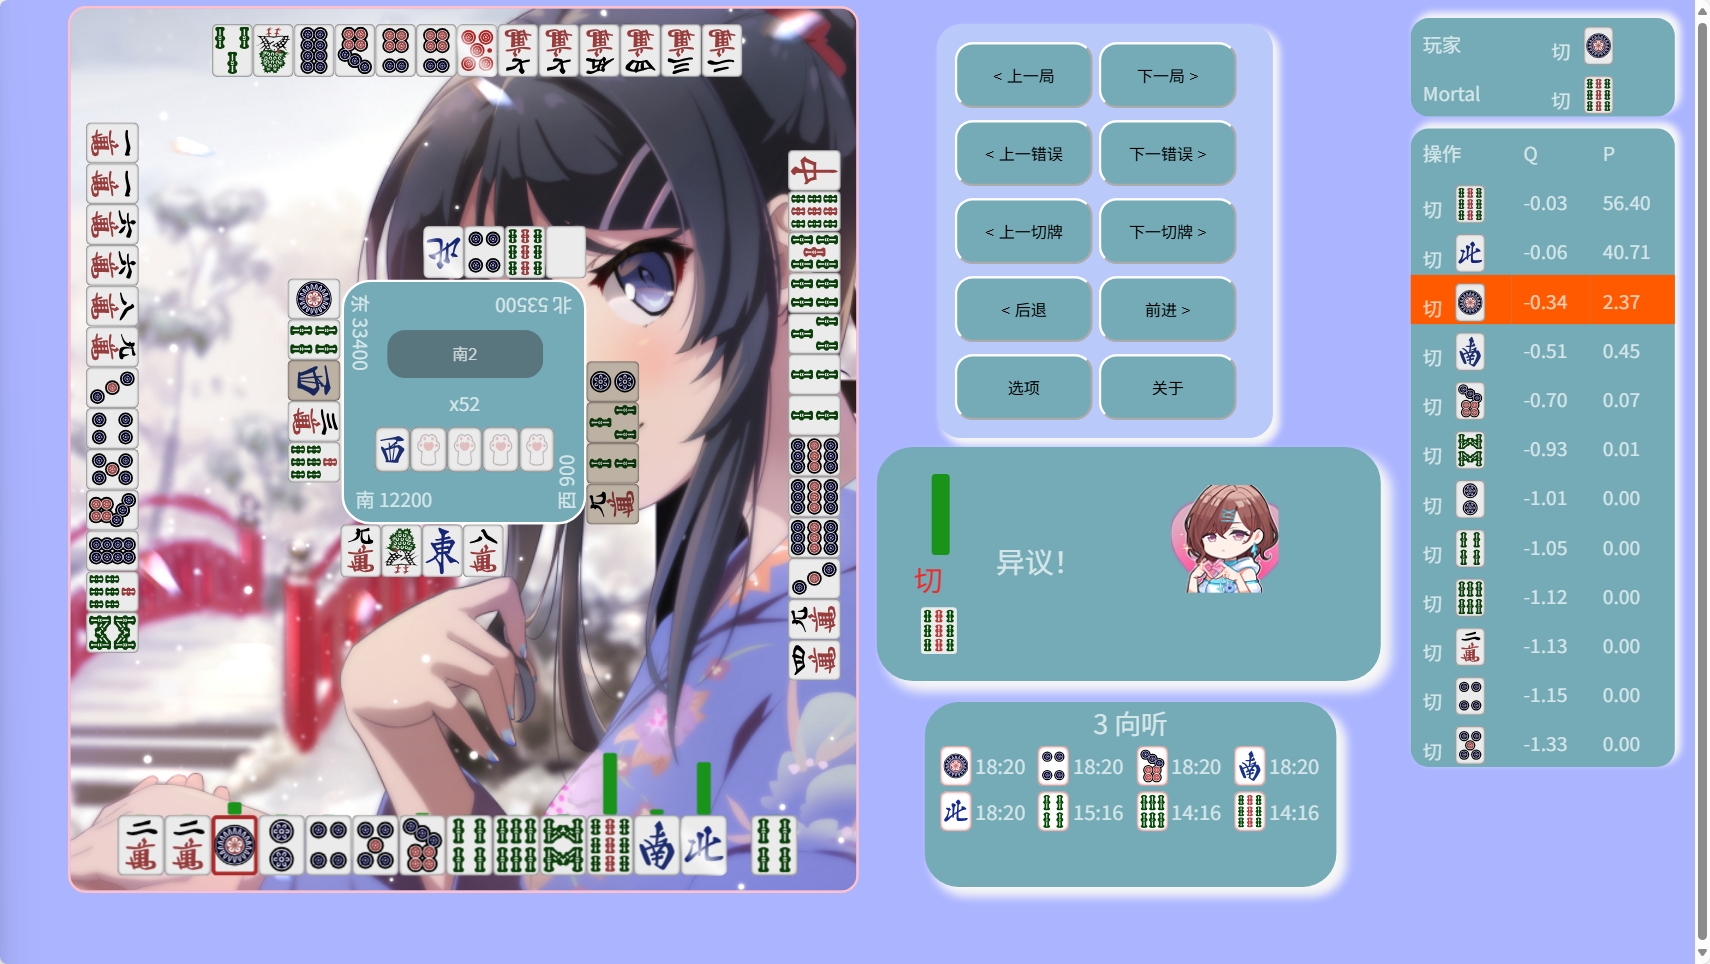 < 上一局
下一局 >
< 上一错误
下一错误 >
< 上一切牌
下一切牌 >
< 后退
前进 >
选项
关于
东 33400
北 53500
南2
x52
南 12200
西 900
切
异议！
3 向听
18:20 18:20 18:20 18:20
18:20 15:16 14:16 14:16
玩家 切
Mortal 切
操作 Q P
切 -0.03 56.40
切 -0.06 40.71
切 -0.34 2.37
切 -0.51 0.45
切 -0.70 0.07
切 -0.93 0.01
切 -1.01 0.00
切 -1.05 0.00
切 -1.12 0.00
切 -1.13 0.00
切 -1.15 0.00
切 -1.33 0.00